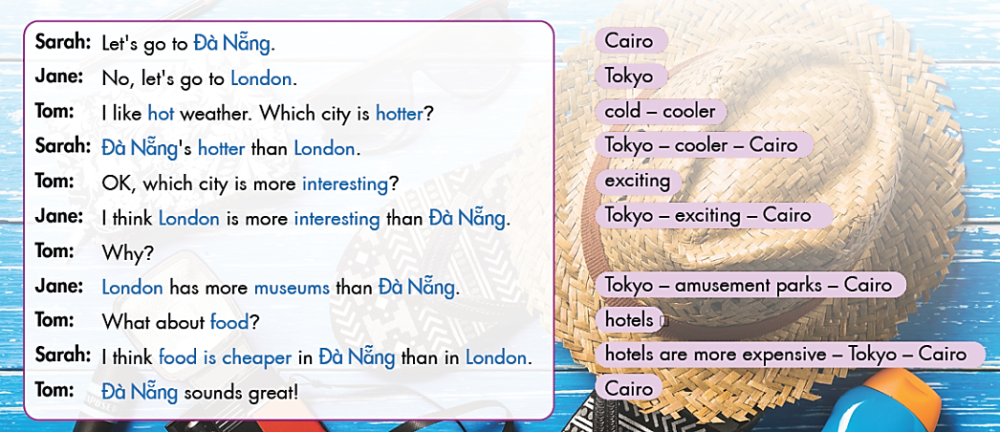 Sarah: Let's go to Đà Nẵng.
Jane: No, let's go to London.
Tom: I like hot weather. Which city is hotter?
Sarah: Đà Nẵng's hotter than London.
Tom: OK, which city is more interesting?
Jane: I think London is more interesting than Đà Nẵng.
Tom: Why?
Jane: London has more museums than Đà Nẵng.
Tom: What about food?
Sarah: I think food is cheaper in Đà Nẵng than in London.
Tom: Đà Nẵng sounds great!
Cairo
Tokyo
cold – cooler
Tokyo – cooler – Cairo
exciting
Tokyo – exciting – Cairo
Tokyo – amusement parks – Cairo
hotels
hotels are more expensive – Tokyo – Cairo
Cairo